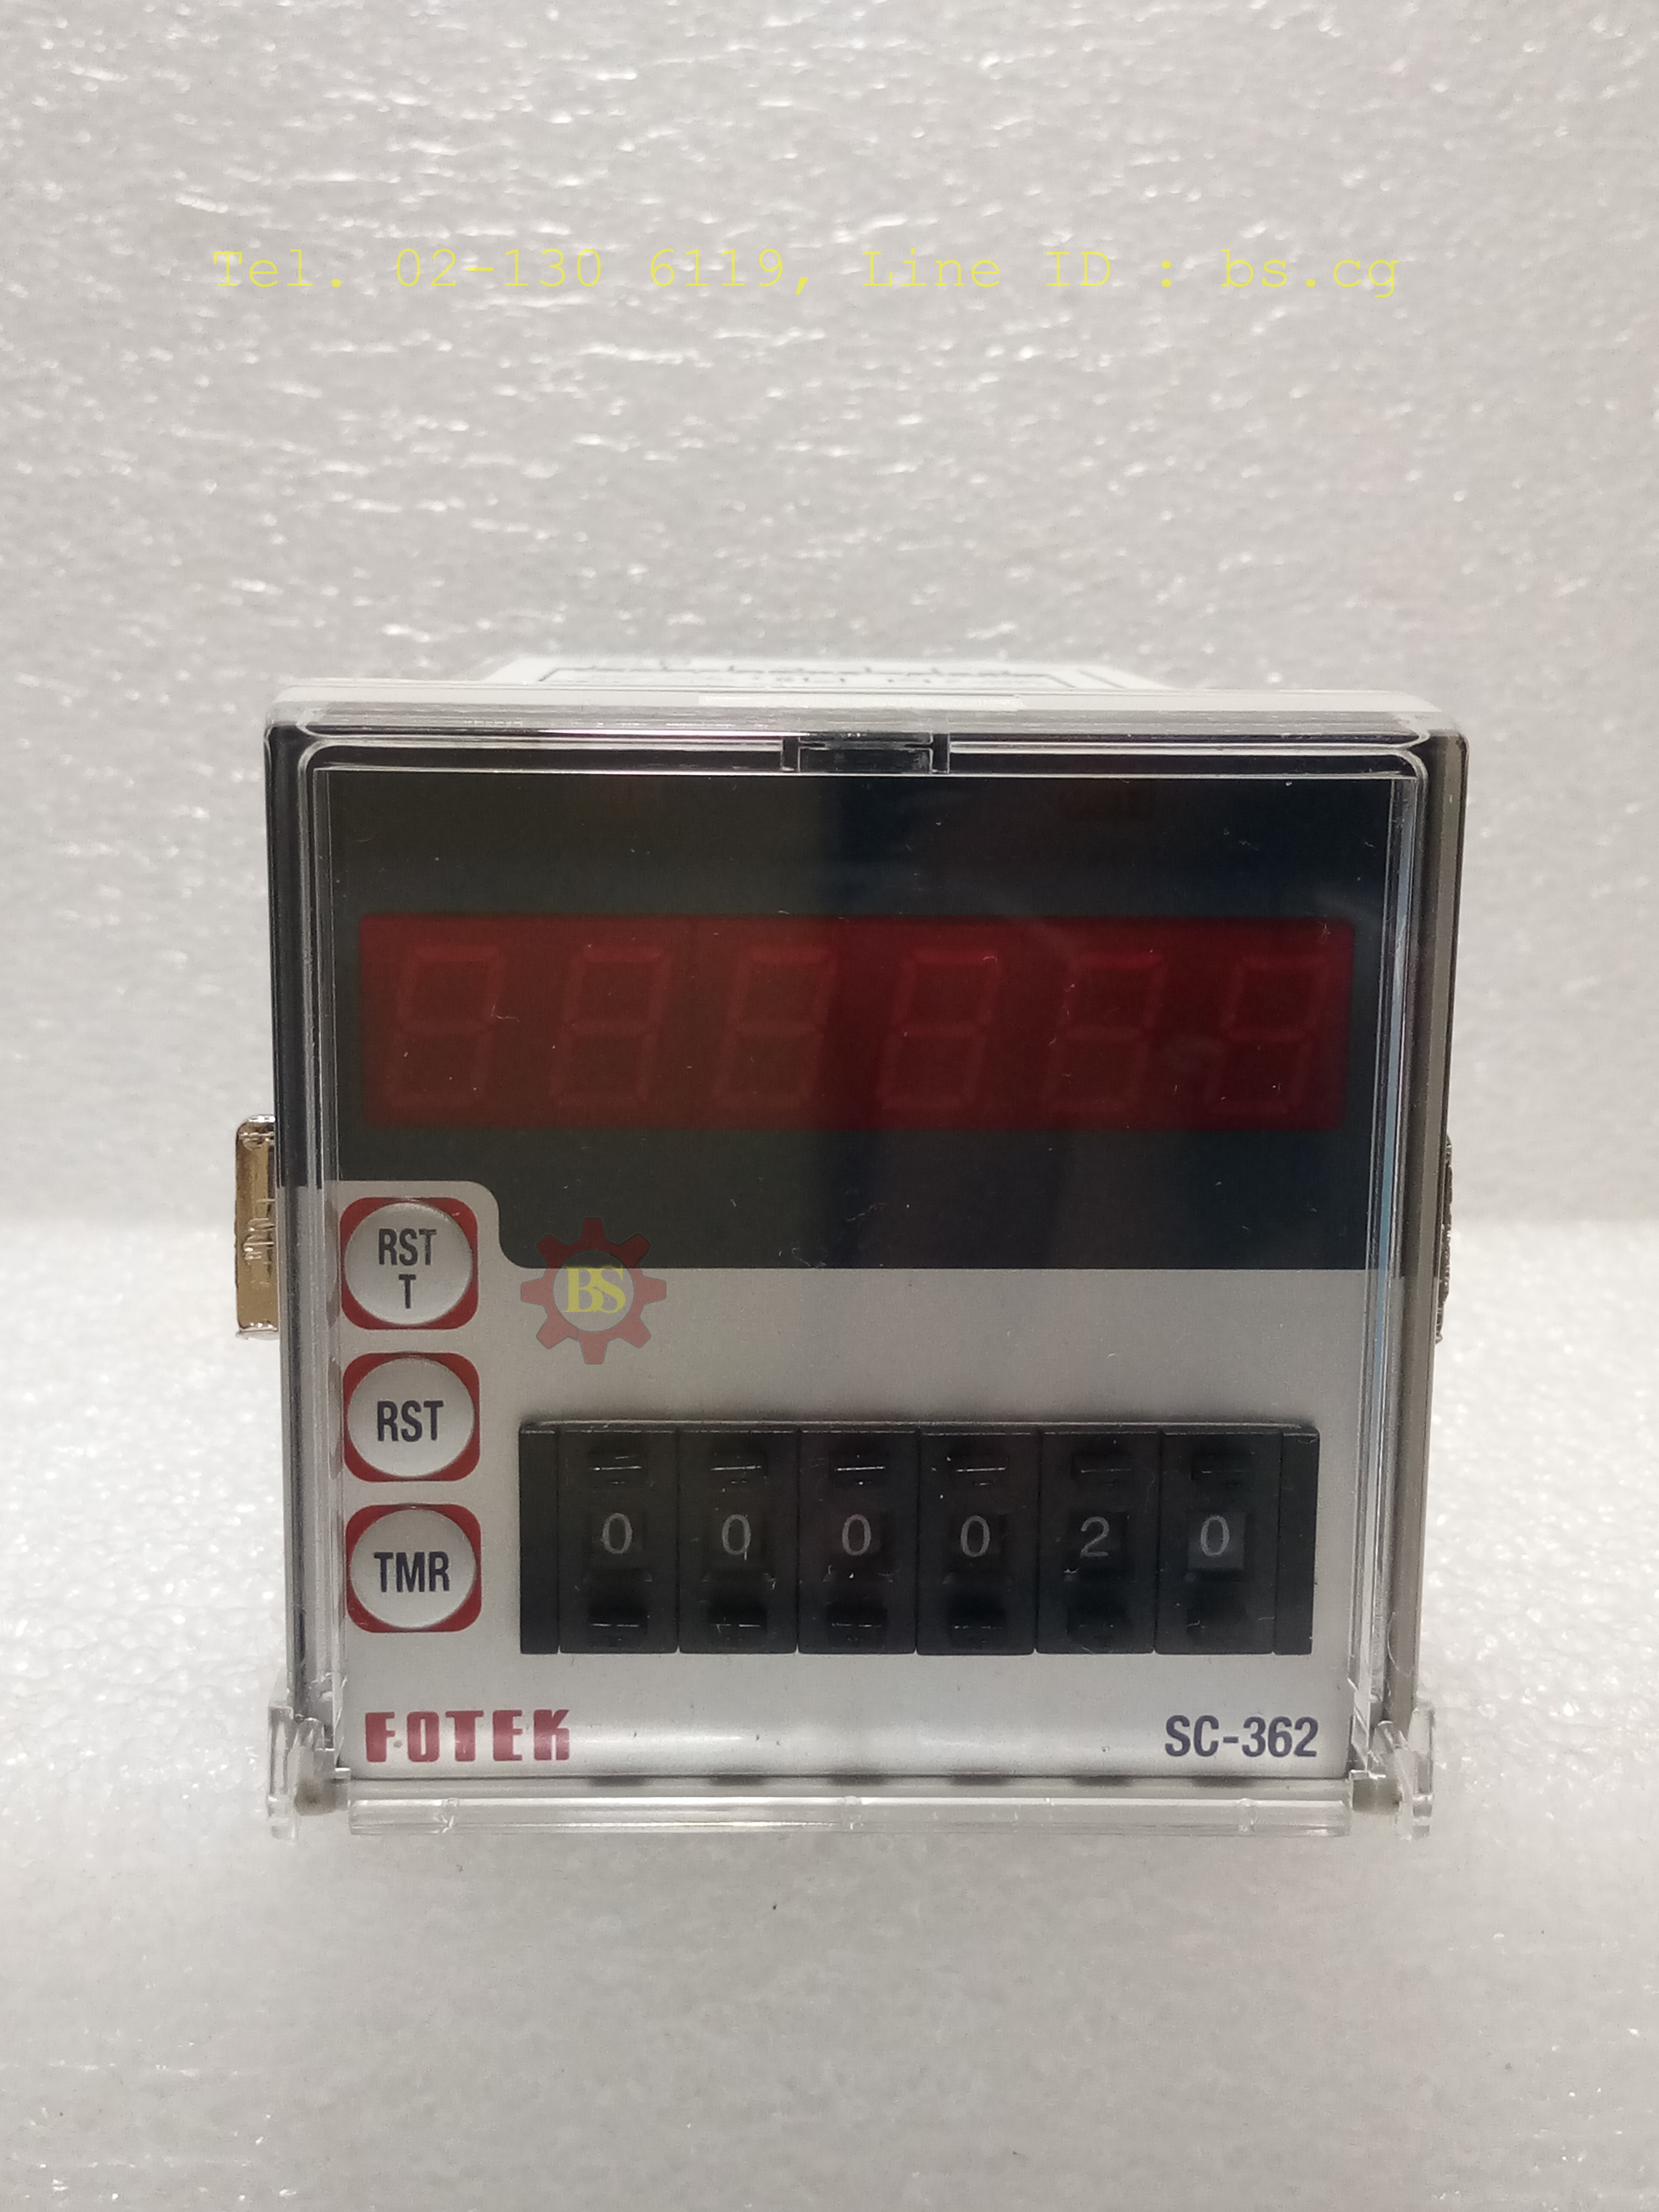 Tel. 02-130 6119, Line ID : bs.cg
RST
T
BS
RST
TMR
0 0 0 0 2 0
FOTEK
SC-362